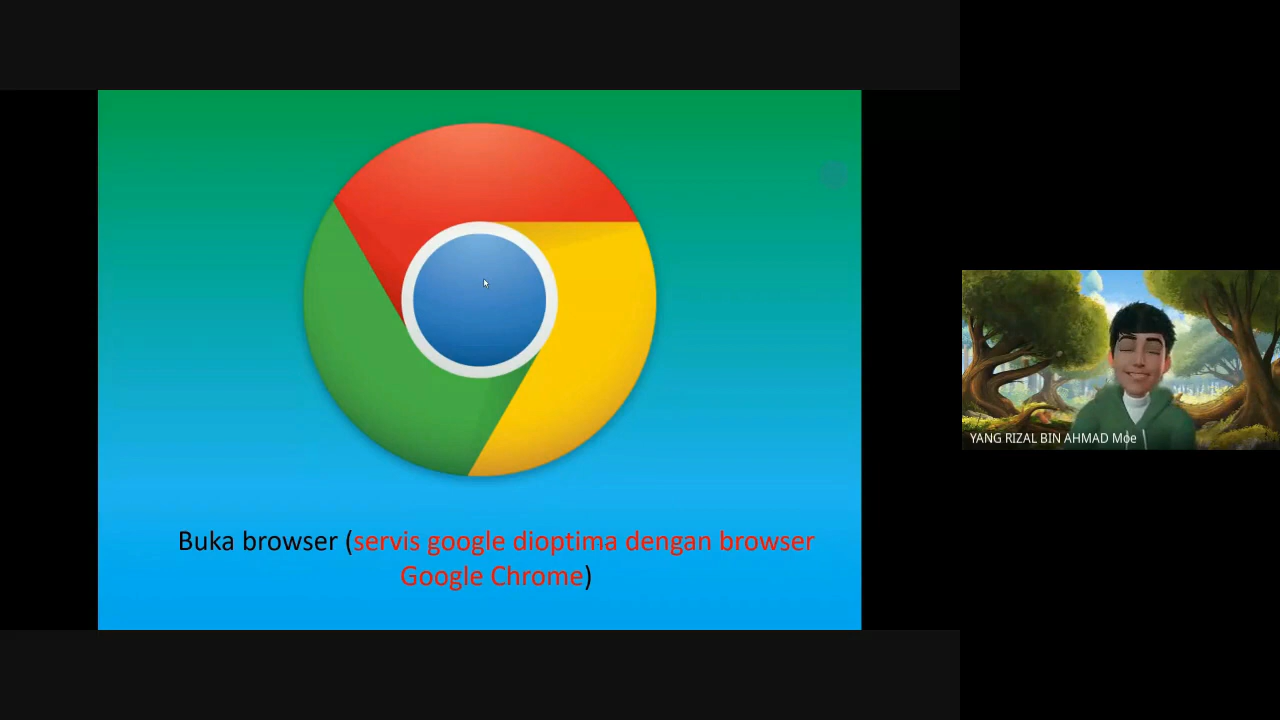 Buka browser (servis google dioptima dengan browser
Google Chrome)
YANG RIZAL BIN AHMAD Moe